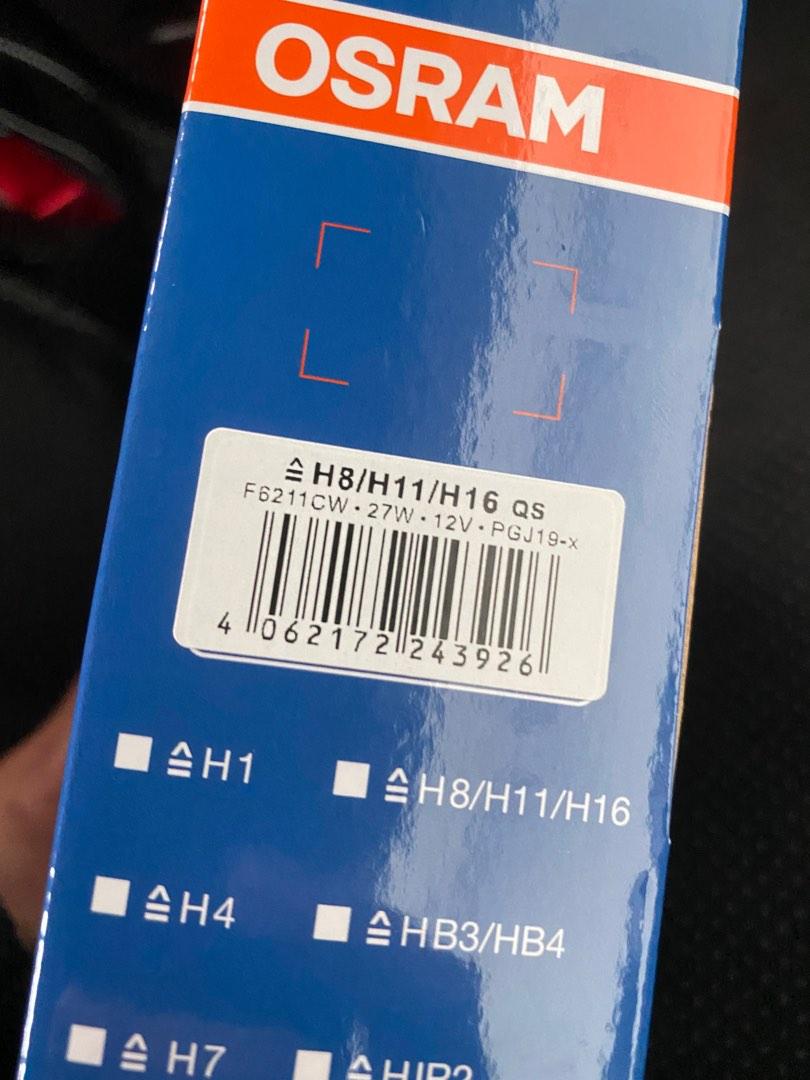 OSRAM
≙ H8/H11/H16 QS
F6211CW · 27W · 12V · PGJ19-x
4 062172 243926
≙ H1
≙ H8/H11/H16
≙ H4
≙ HB3/HB4
≙ H7
≙ HIR2